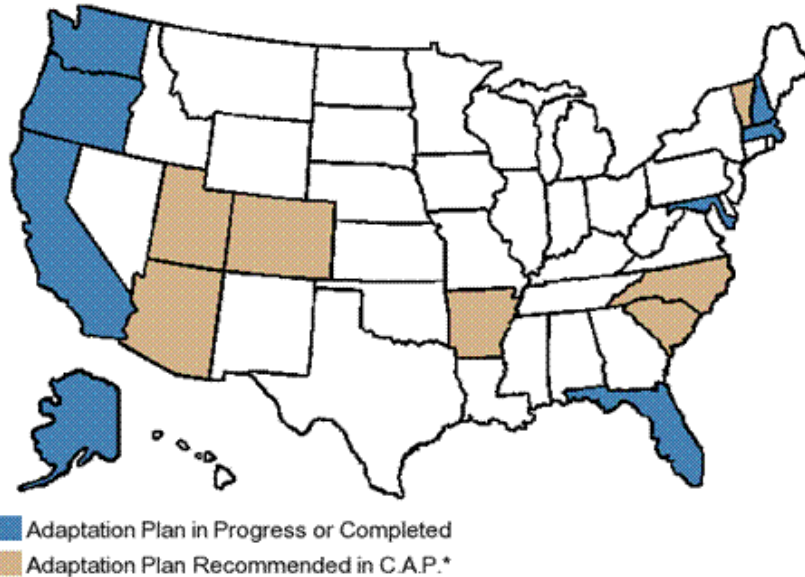 Adaptation Plan in Progress or Completed
Adaptation Plan Recommended in C.A.P.*